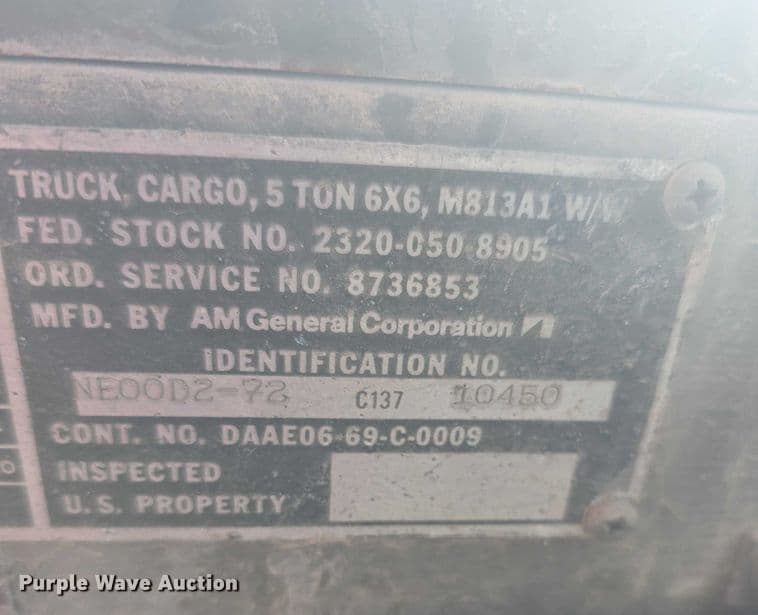 TRUCK, CARGO, 5 TON 6X6, M813A1 W/W
FED. STOCK NO. 2320-050-8905
ORD. SERVICE NO. 8736853
MFD. BY AM General Corporation
IDENTIFICATION NO.
NE00D2-72 C137 10450
CONT. NO. DAAE06-69-C-0009
INSPECTED
U.S. PROPERTY
Purple Wave Auction